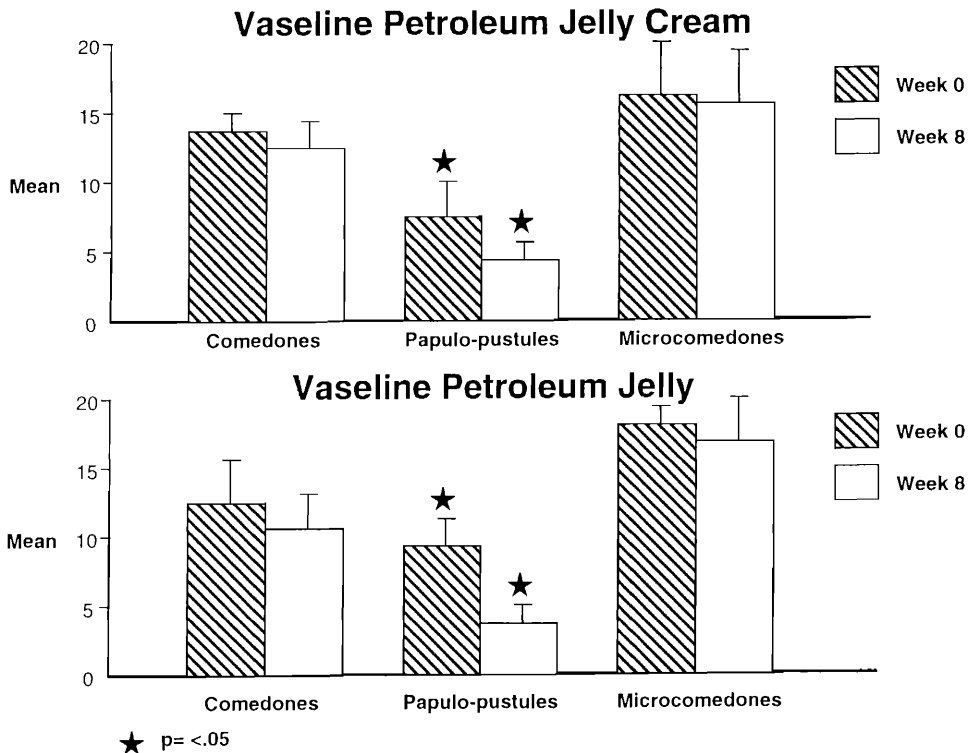 Vaseline Petroleum Jelly Cream
20
15
Mean 10
5
0
Week 0
Week 8
Comedones Papulo-pustules Microcomedones
Vaseline Petroleum Jelly
20
15
Mean 10
5
0
Week 0
Week 8
Comedones Papulo-pustules Microcomedones
★ p= <.05